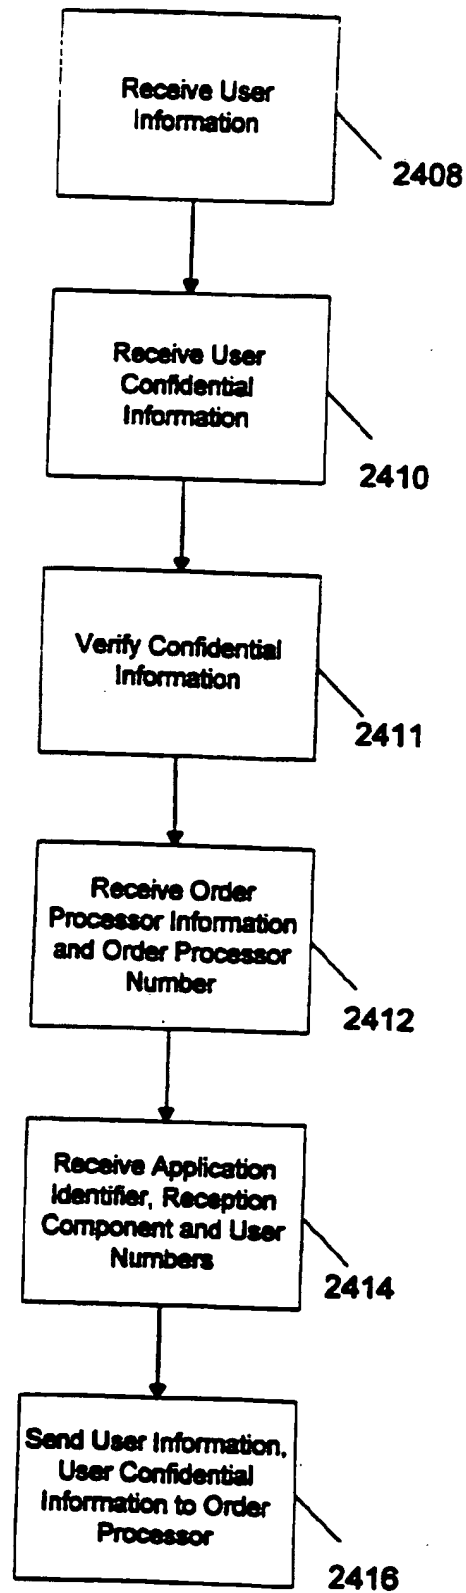 Receive User
Information
2408
Receive User
Confidential
Information
2410
Verify Confidential
Information
2411
Receive Order
Processor Information
and Order Processor
Number
2412
Receive Application
Identifier, Reception
Component and User
Numbers
2414
Send User Information,
User Confidential
Information to Order
Processor
2416